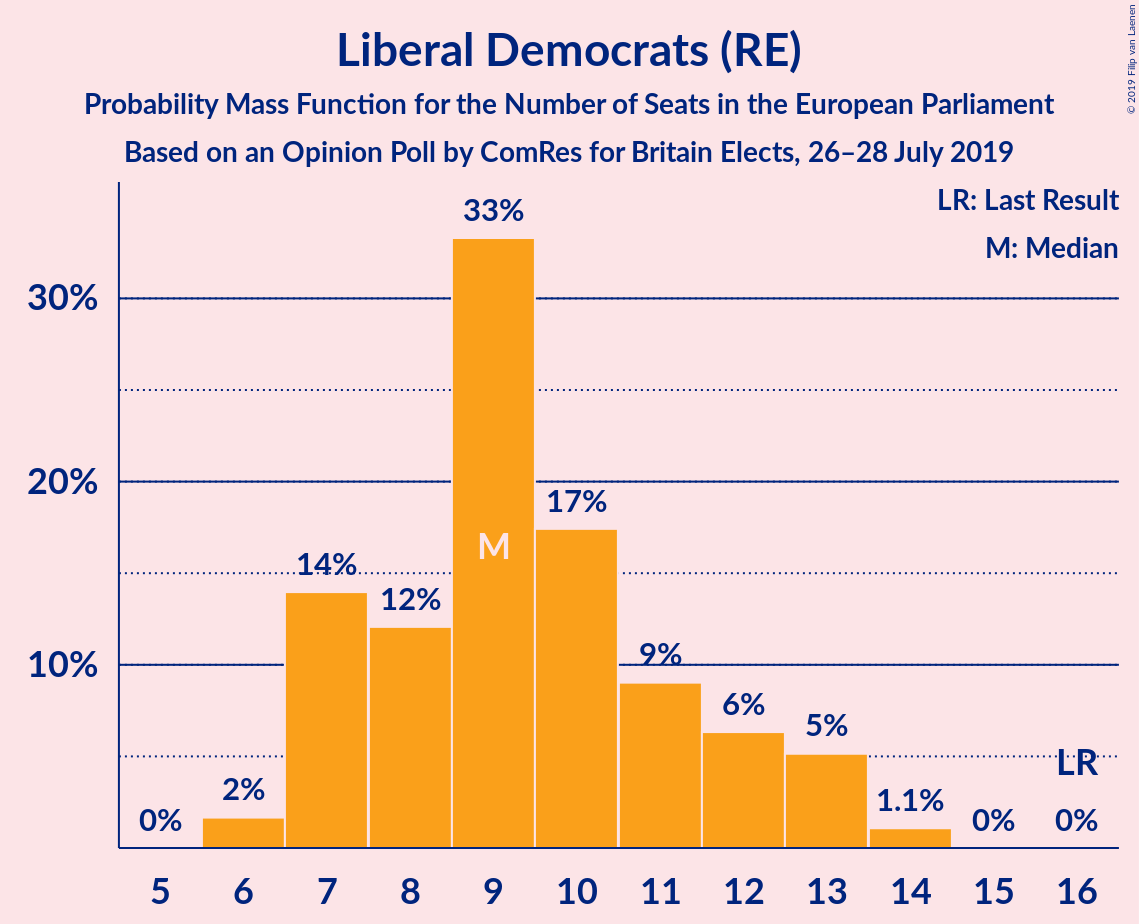 Liberal Democrats (RE)
Probability Mass Function for the Number of Seats in the European Parliament
Based on an Opinion Poll by ComRes for Britain Elects, 26–28 July 2019
© 2019 Filip van Laenen
LR: Last Result
M: Median
30%
20%
10%
0%
2%
14%
12%
33%
M
17%
9%
6%
5%
1.1%
0%
LR
0%
5 6 7 8 9 10 11 12 13 14 15 16